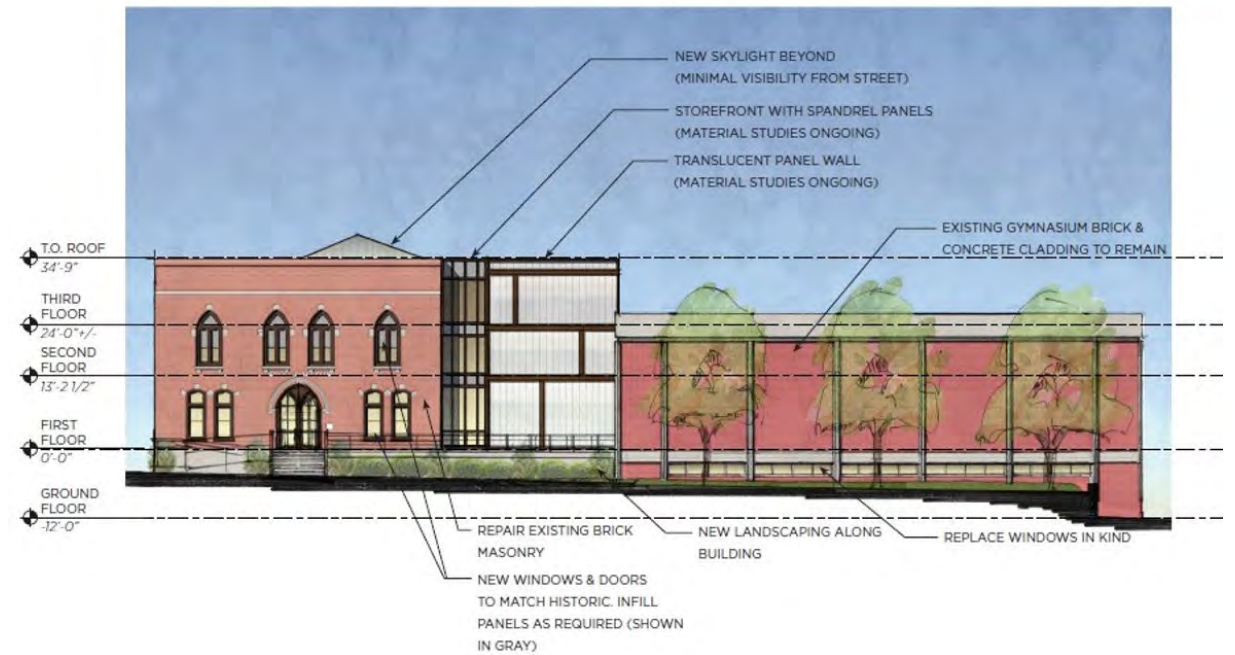 NEW SKYLIGHT BEYOND
(MINIMAL VISIBILITY FROM STREET)
STOREFRONT WITH SPANDREL PANELS
(MATERIAL STUDIES ONGOING)
TRANSLUCENT PANEL WALL
(MATERIAL STUDIES ONGOING)
EXISTING GYMNASIUM BRICK &
CONCRETE CLADDING TO REMAIN
T.O. ROOF
34'-9"
THIRD
FLOOR
24'-0"+/-
SECOND
FLOOR
13'-2 1/2"
FIRST
FLOOR
0'-0"
GROUND
FLOOR
-12'-0"
REPAIR EXISTING BRICK
MASONRY
NEW LANDSCAPING ALONG
BUILDING
REPLACE WINDOWS IN KIND
NEW WINDOWS & DOORS
TO MATCH HISTORIC. INFILL
PANELS AS REQUIRED (SHOWN
IN GRAY)